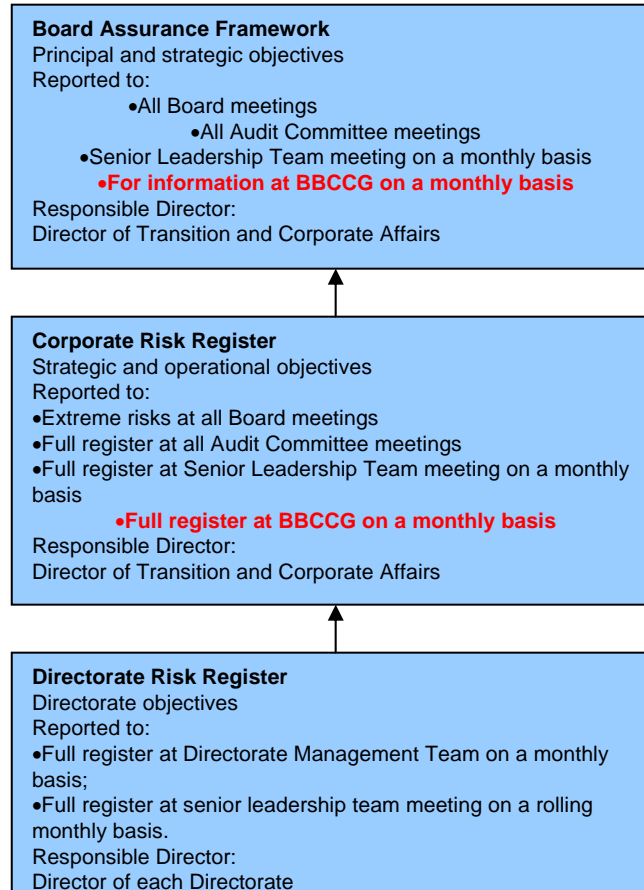 Board Assurance Framework
Principal and strategic objectives
Reported to:
•All Board meetings
•All Audit Committee meetings
•Senior Leadership Team meeting on a monthly basis
•For information at BBCCG on a monthly basis
Responsible Director:
Director of Transition and Corporate Affairs
Corporate Risk Register
Strategic and operational objectives
Reported to:
•Extreme risks at all Board meetings
•Full register at all Audit Committee meetings
•Full register at Senior Leadership Team meeting on a monthly
basis
•Full register at BBCCG on a monthly basis
Responsible Director:
Director of Transition and Corporate Affairs
Directorate Risk Register
Directorate objectives
Reported to:
•Full register at Directorate Management Team on a monthly
basis;
•Full register at senior leadership team meeting on a rolling
monthly basis.
Responsible Director:
Director of each Directorate